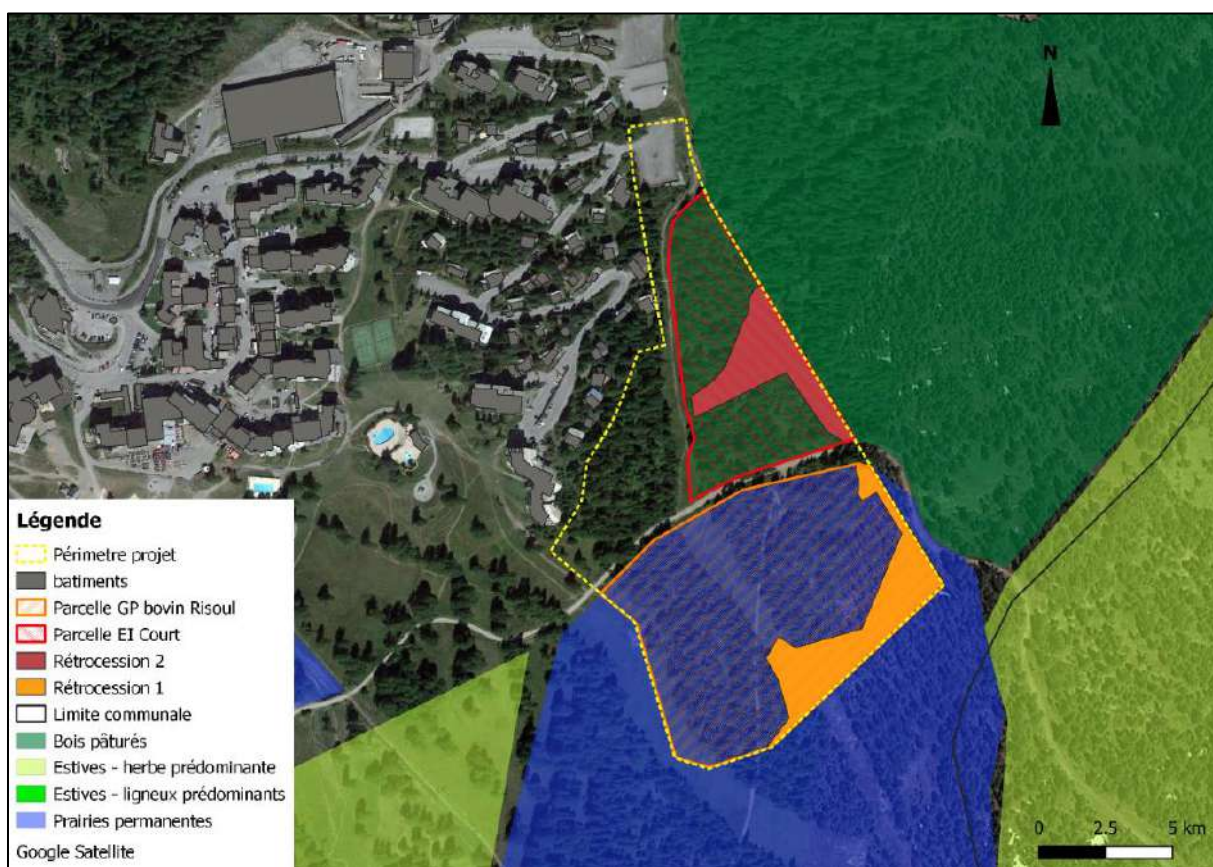 N
Légende
Périmetre projet
batiments
Parcelle GP bovin Risoul
Parcelle EI Court
Rétrocession 2
Rétrocession 1
Limite communale
Bois pâturés
Estives - herbe prédominante
Estives - ligneux prédominants
Prairies permanentes
Google Satellite
0 2.5 5 km